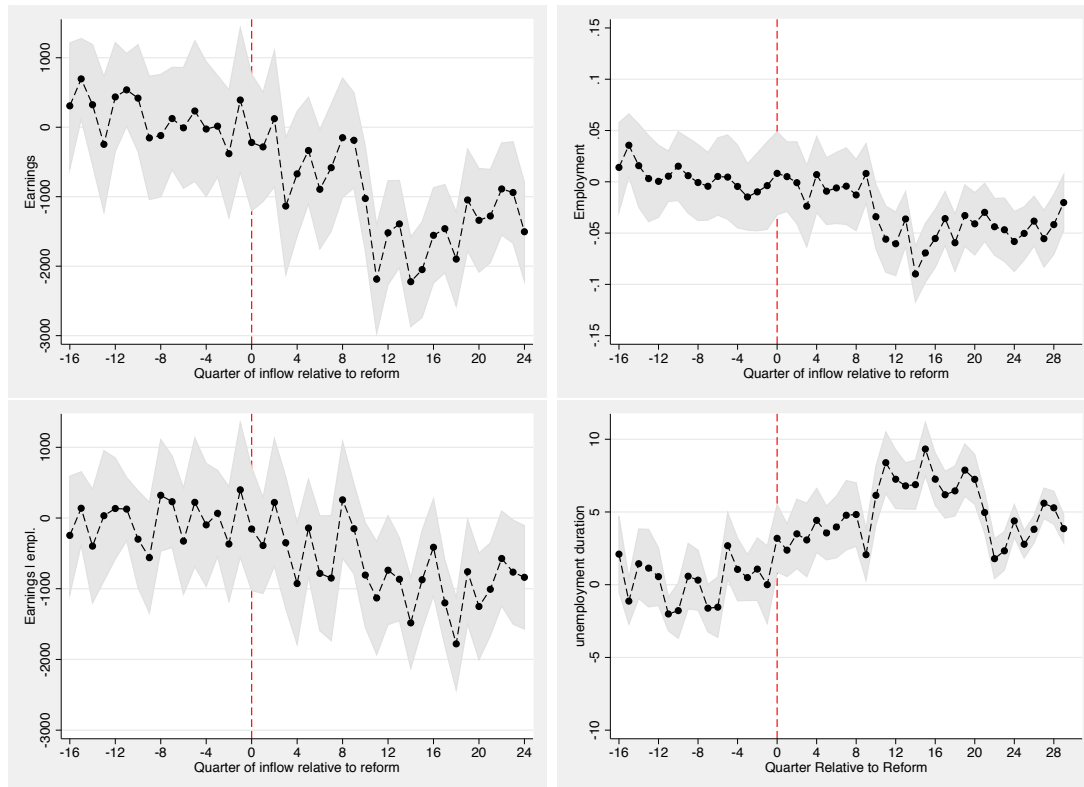 1000
0
-1000
-2000
-3000
Earnings
-16 -12 -8 -4 0 4 8 12 16 20 24
Quarter of inflow relative to reform
.15
.1
.05
0
-.05
-.1
-.15
Employment
-16 -12 -8 -4 0 4 8 12 16 20 24 28
Quarter of inflow relative to reform
1000
0
-1000
-2000
-3000
Earnings | empl.
-16 -12 -8 -4 0 4 8 12 16 20 24
Quarter of inflow relative to reform
10
5
0
-5
-10
unemployment duration
-16 -12 -8 -4 0 4 8 12 16 20 24 28
Quarter Relative to Reform